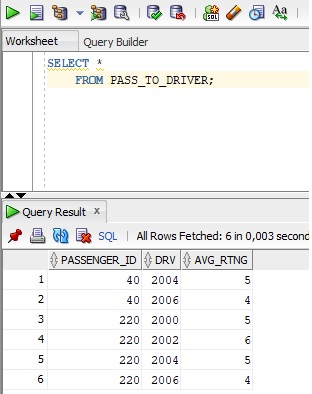 SQL
Aa
Worksheet Query Builder
SELECT *
FROM PASS_TO_DRIVER;
Query Result x
SQL | All Rows Fetched: 6 in 0,003 second
PASSENGER_ID DRV AVG_RTNG
1 40 2004 5
2 40 2006 4
3 220 2000 5
4 220 2002 6
5 220 2004 5
6 220 2006 4